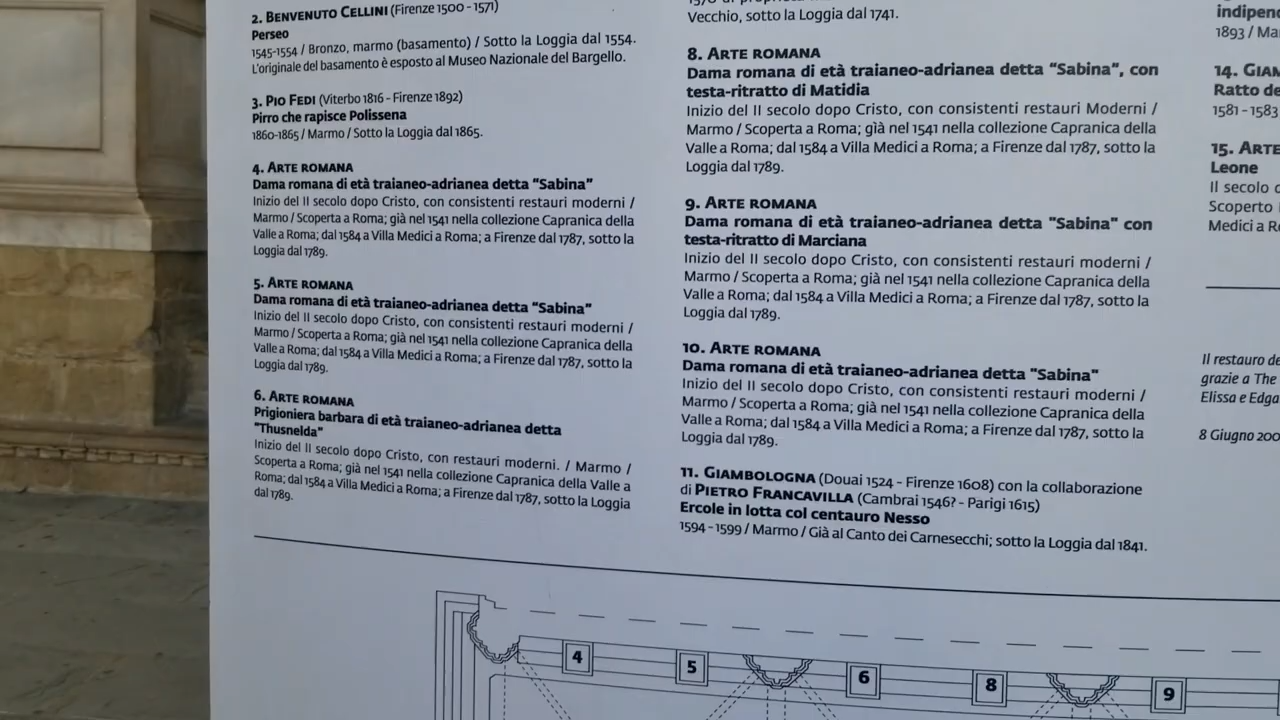 2. BENVENUTO CELLINI (Firenze 1500 - 1571)
Perseo
1545-1554 / Bronzo, marmo (basamento) / Sotto la Loggia dal 1554.
L'originale del basamento è esposto al Museo Nazionale del Bargello.
3. PIO FEDI (Viterbo 1816 - Firenze 1892)
Pirro che rapisce Polissena
1860-1865 / Marmo / Sotto la Loggia dal 1865.
4. ARTE ROMANA
Dama romana di età traianeo-adrianea detta "Sabina"
Inizio del II secolo dopo Cristo, con consistenti restauri moderni /
Marmo / Scoperta a Roma; già nel 1541 nella collezione Capranica della
Valle a Roma; dal 1584 a Villa Medici a Roma; a Firenze dal 1787, sotto la
Loggia dal 1789.
5. ARTE ROMANA
Dama romana di età traianeo-adrianea detta "Sabina"
Inizio del II secolo dopo Cristo, con consistenti restauri moderni /
Marmo / Scoperta a Roma; già nel 1541 nella collezione Capranica della
Valle a Roma; dal 1584 a Villa Medici a Roma; a Firenze dal 1787, sotto la
Loggia dal 1789.
6. ARTE ROMANA
Prigioniera barbara di età traianeo-adrianea detta
"Thusnelda"
Inizio del II secolo dopo Cristo, con restauri moderni. / Marmo /
Scoperta a Roma; già nel 1541 nella collezione Capranica della Valle a
Roma; dal 1584 a Villa Medici a Roma; a Firenze dal 1787, sotto la Loggia
dal 1789.
Vecchio, sotto la Loggia dal 1741.
8. ARTE ROMANA
Dama romana di età traianeo-adrianea detta "Sabina", con
testa-ritratto di Matidia
Inizio del II secolo dopo Cristo, con consistenti restauri Moderni /
Marmo / Scoperta a Roma; già nel 1541 nella collezione Capranica della
Valle a Roma; dal 1584 a Villa Medici a Roma; a Firenze dal 1787, sotto la
Loggia dal 1789.
9. ARTE ROMANA
Dama romana di età traianeo-adrianea detta "Sabina" con
testa-ritratto di Marciana
Inizio del II secolo dopo Cristo, con consistenti restauri moderni /
Marmo / Scoperta a Roma; già nel 1541 nella collezione Capranica della
Valle a Roma; dal 1584 a Villa Medici a Roma; a Firenze dal 1787, sotto la
Loggia dal 1789.
10. ARTE ROMANA
Dama romana di età traianeo-adrianea detta "Sabina"
Inizio del II secolo dopo Cristo, con consistenti restauri moderni /
Marmo / Scoperta a Roma; già nel 1541 nella collezione Capranica della
Valle a Roma; dal 1584 a Villa Medici a Roma; a Firenze dal 1787, sotto la
Loggia dal 1789.
11. GIAMBOLOGNA (Douai 1524 - Firenze 1608) con la collaborazione
di PIETRO FRANCAVILLA (Cambrai 1546? - Parigi 1615)
Ercole in lotta col centauro Nesso
1594 - 1599 / Marmo / Già al Canto dei Carnesecchi; sotto la Loggia dal 1841.
1893 /
14.
Ratto
1581 - 1583
15. ARTE
Leone
Il secolo
Scoperto
Medici a
Il restauro
grazie a The
Elissa e
8 Giugno
4
5
6
8
9